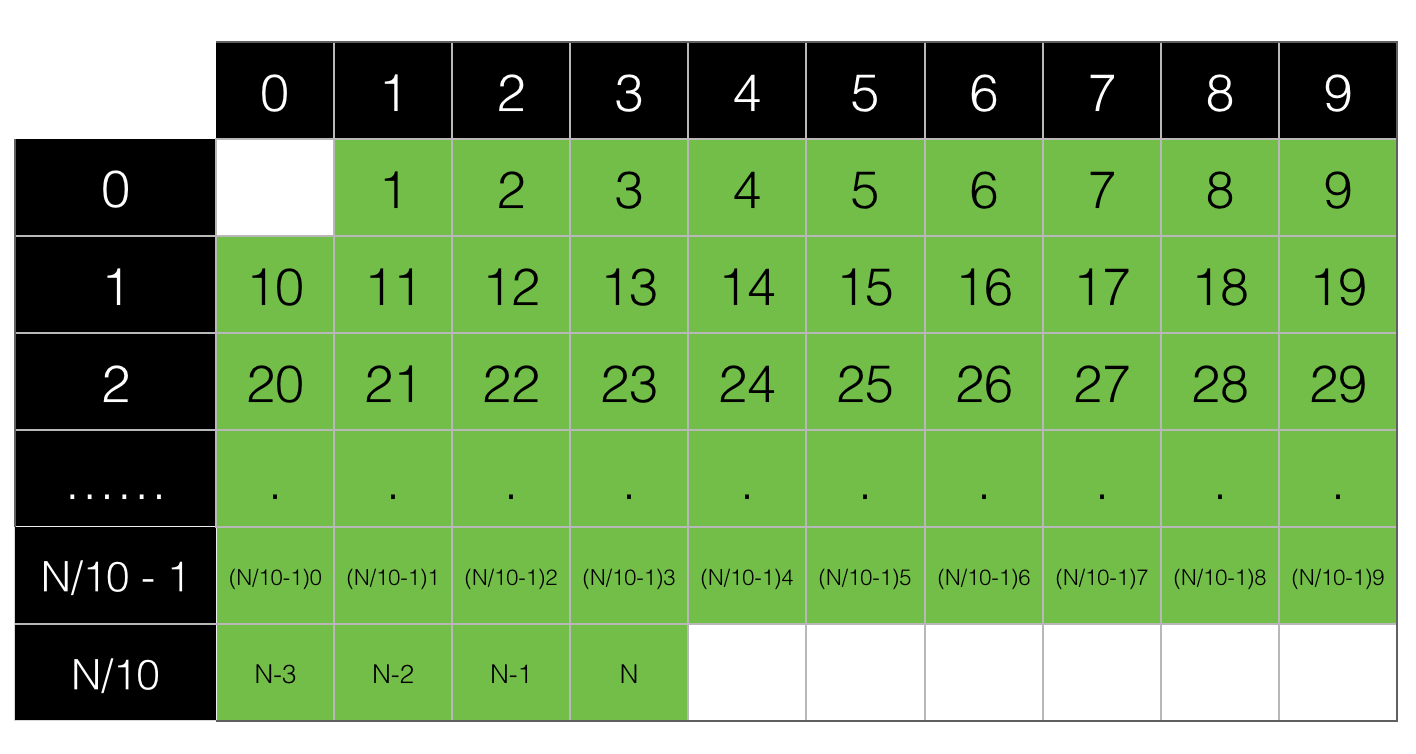 0 1 2 3 4 5 6 7 8 9
0 1 2 3 4 5 6 7 8 9
1 10 11 12 13 14 15 16 17 18 19
2 20 21 22 23 24 25 26 27 28 29
...... . . . . . . . . . .
N/10 - 1 (N/10-1)0 (N/10-1)1 (N/10-1)2 (N/10-1)3 (N/10-1)4 (N/10-1)5 (N/10-1)6 (N/10-1)7 (N/10-1)8 (N/10-1)9
N/10 N-3 N-2 N-1 N